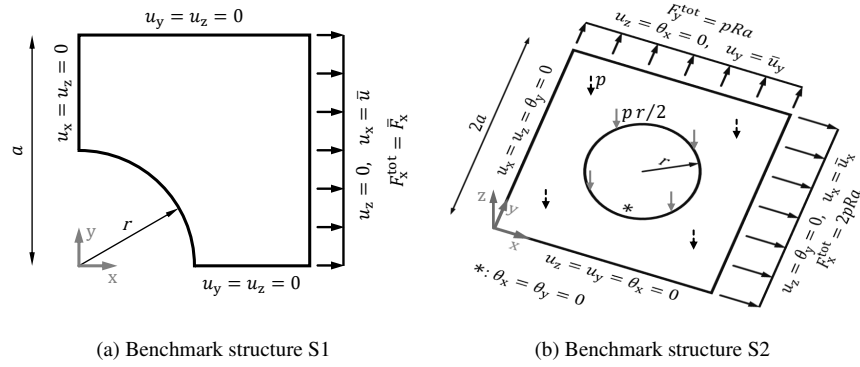 u_y = u_z = 0
u_x = u_z = 0
a
r
y
x
u_z = 0, u_x = ū
F_x^tot = F̄_x
u_y = u_z = 0
(a) Benchmark structure S1
F_y^tot = pRa
u_z = θ_x = 0, u_y = ū_y
2a
u_x = u_z = θ_y = 0
p
p r/2
r
*
z
y
x
u_z = u_y = θ_x = 0
*: θ_x = θ_y = 0
u_z = θ_y = 0, u_x = ū_x
F_x^tot = 2pRa
(b) Benchmark structure S2